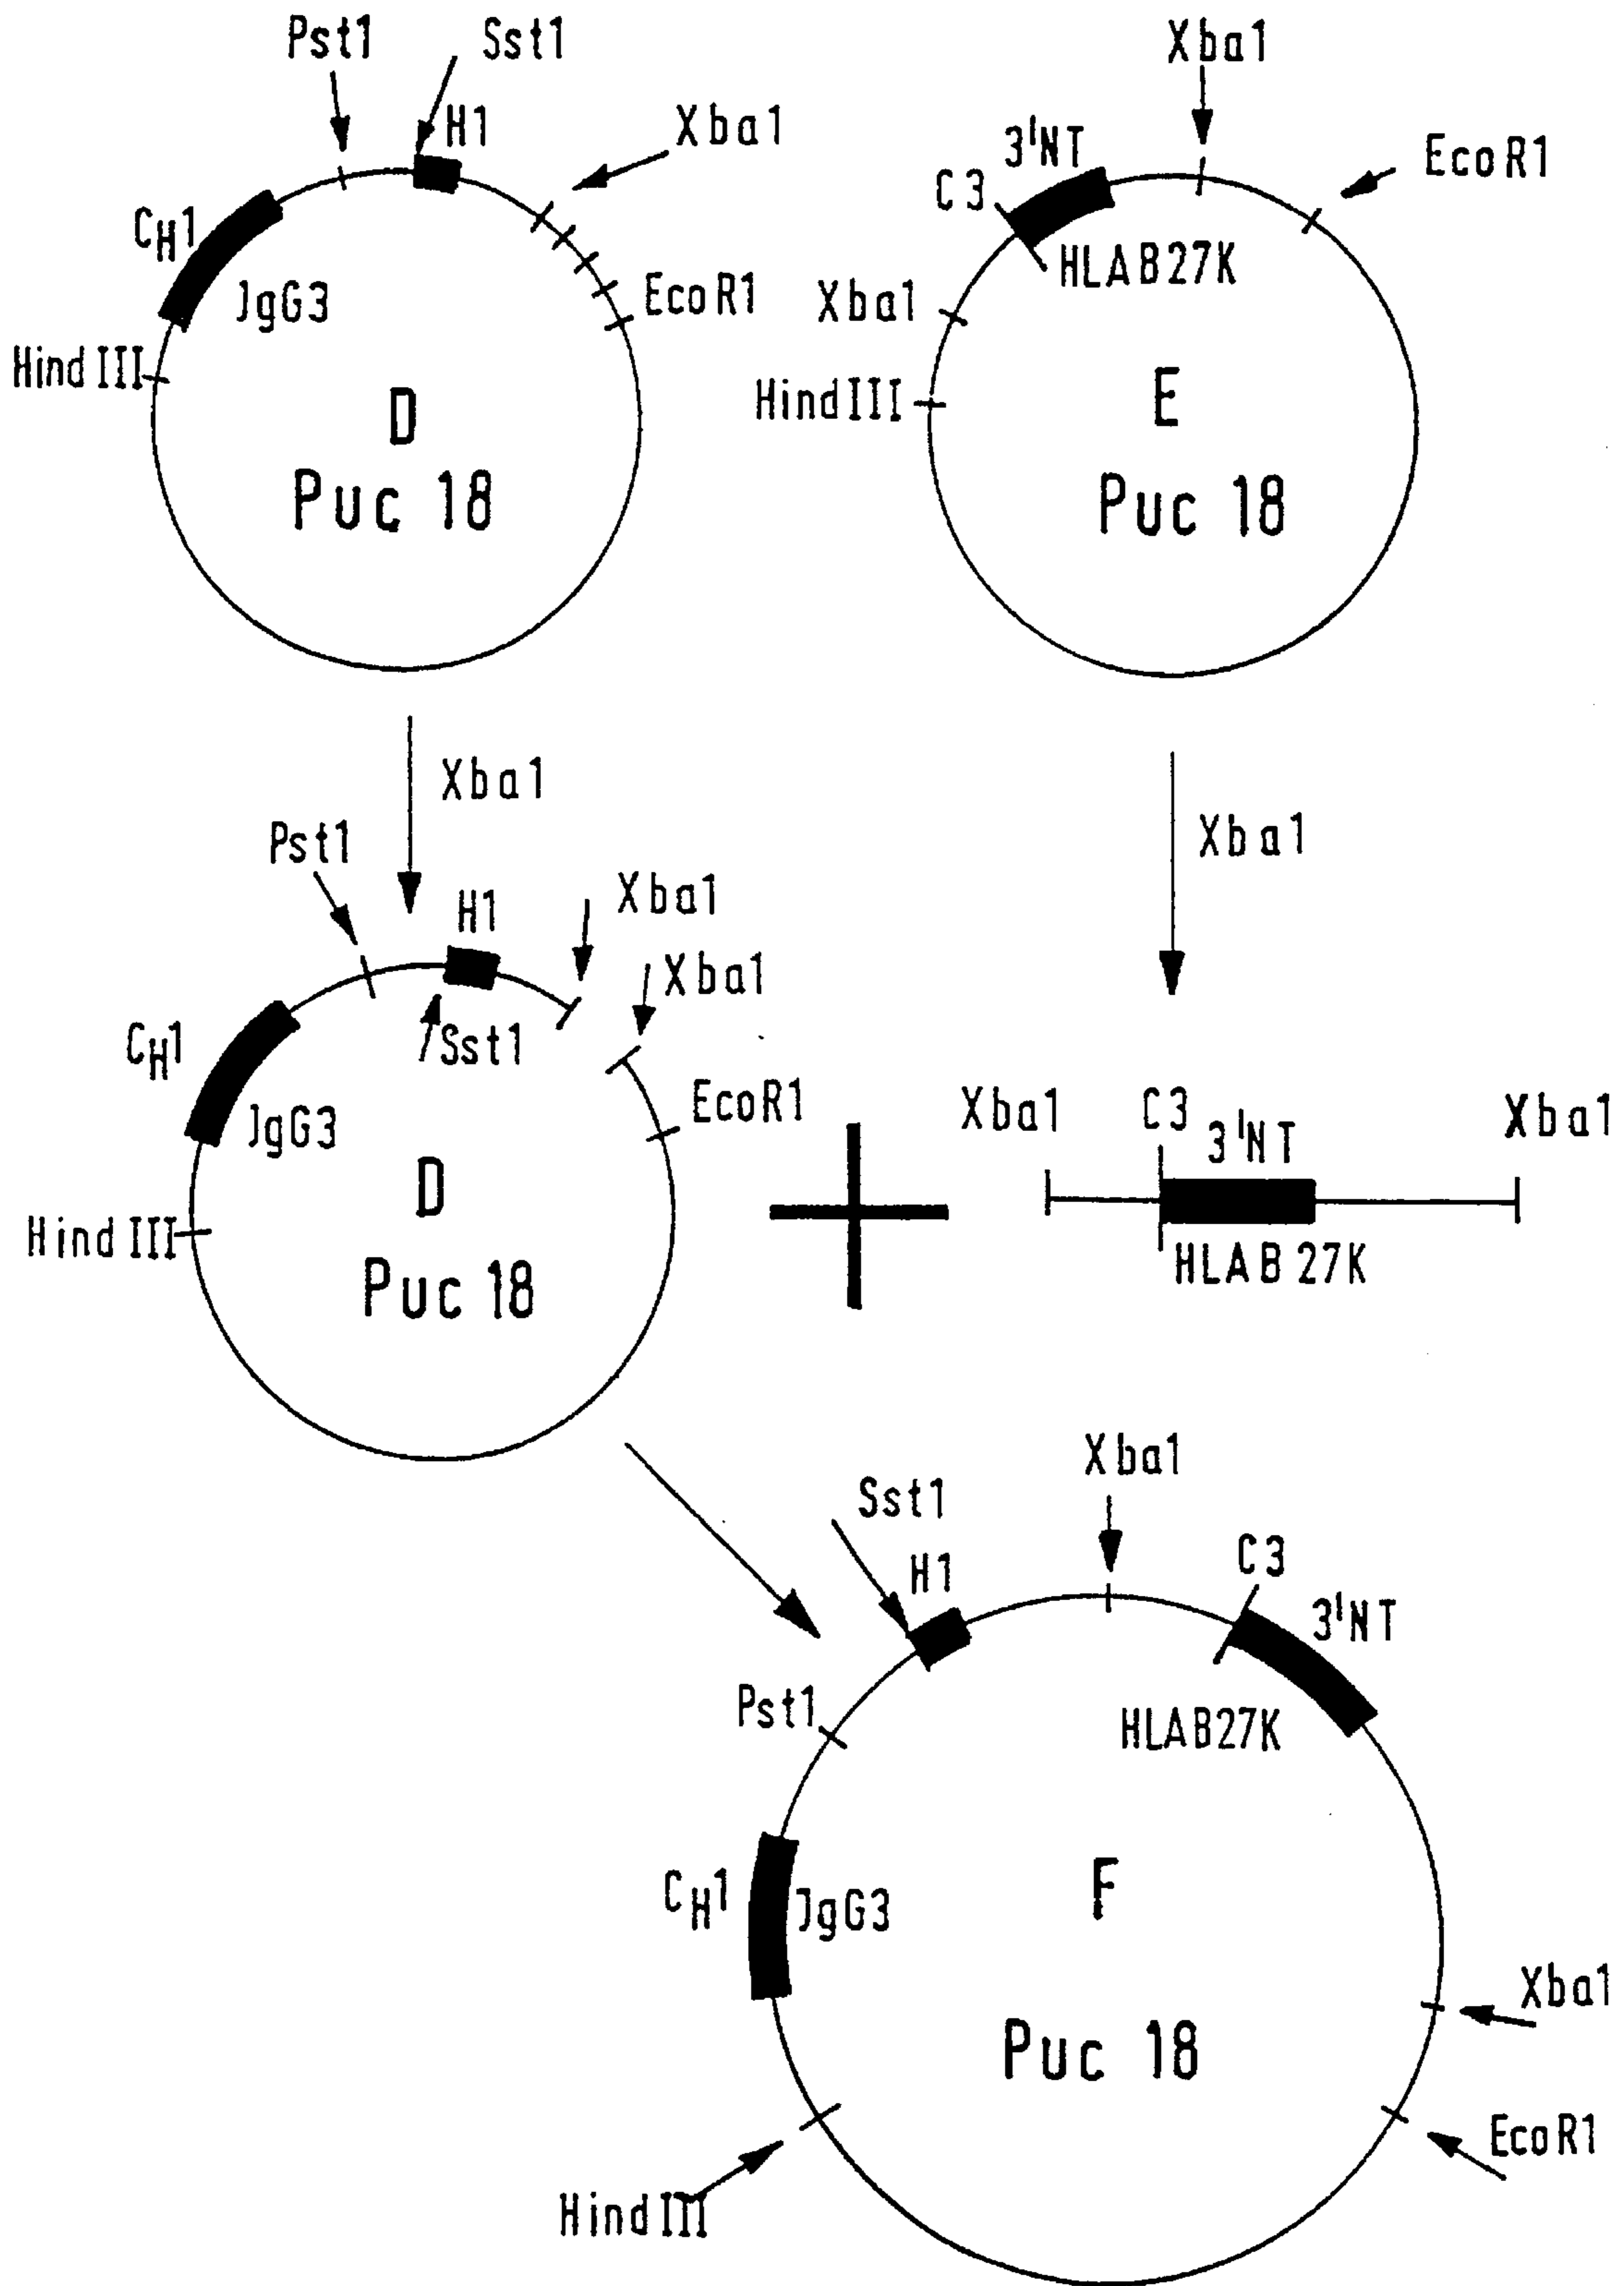 Pst1
Sst1
H1
Xba1
CH1
JgG3
EcoR1
Hind III
D
Puc 18
Xba1
3'NT
C3
EcoR1
HLAB27K
Xba1
Hind III
E
Puc 18
Xba1
Xba1
Pst1
H1
Xba1
Xba1
CH1
Sst1
JgG3
EcoR1
D
Hind III
Puc 18
Xba1
C3
3'NT
Xba1
HLAB 27K
Xba1
Sst1
H1
C3
3'NT
Pst1
HLAB27K
CH1
JgG3
F
Xba1
Puc 18
EcoR1
Hind III